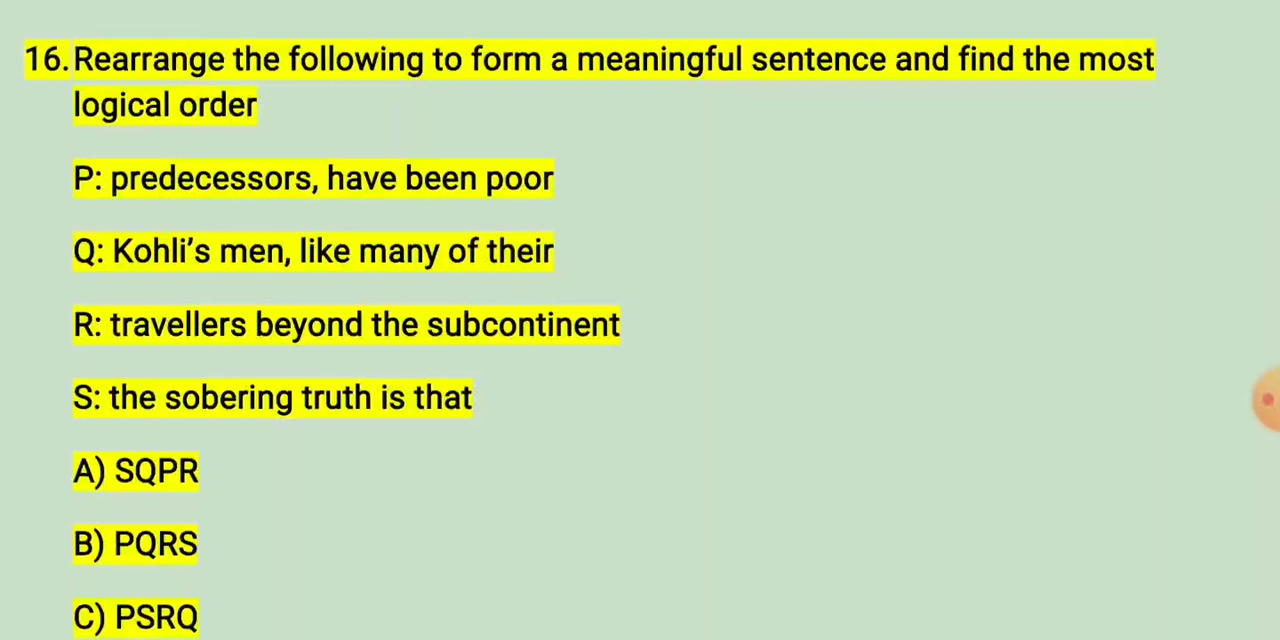 16. Rearrange the following to form a meaningful sentence and find the most
logical order
P: predecessors, have been poor
Q: Kohli’s men, like many of their
R: travellers beyond the subcontinent
S: the sobering truth is that
A) SQPR
B) PQRS
C) PSRQ